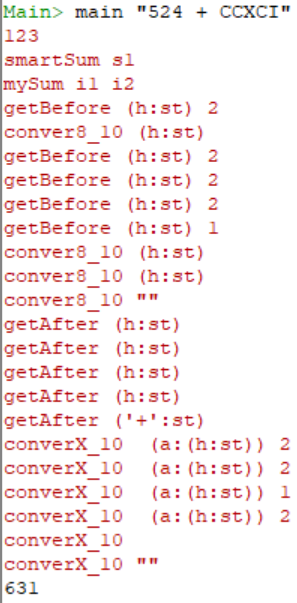 Main> main "524 + CCXCI"
123
smartSum s1
mySum i1 i2
getBefore (h:st) 2
conver8_10 (h:st)
getBefore (h:st) 2
getBefore (h:st) 2
getBefore (h:st) 2
getBefore (h:st) 1
conver8_10 (h:st)
conver8_10 (h:st)
conver8_10 ""
getAfter (h:st)
getAfter (h:st)
getAfter (h:st)
getAfter (h:st)
getAfter ('+':st)
converX_10  (a:(h:st)) 2
converX_10  (a:(h:st)) 2
converX_10  (a:(h:st)) 1
converX_10  (a:(h:st)) 2
converX_10
converX_10 ""
631